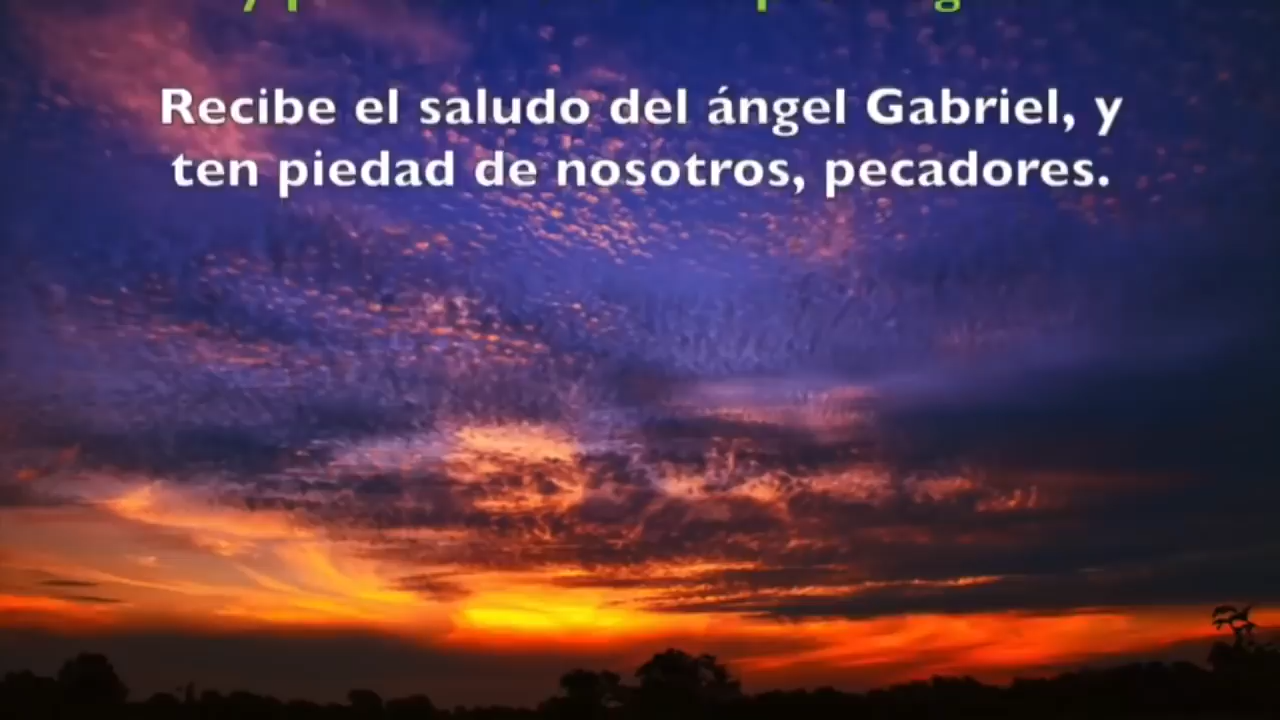 Recibe el saludo del ángel Gabriel, y
ten piedad de nosotros, pecadores.